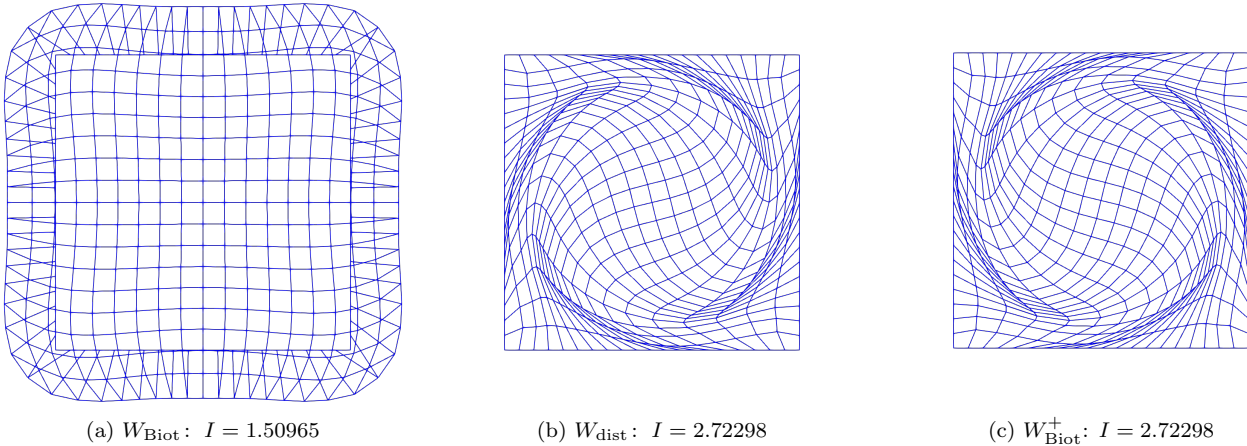 (a) W_Biot : I = 1.50965
(b) W_dist : I = 2.72298
(c) W^+_Biot : I = 2.72298